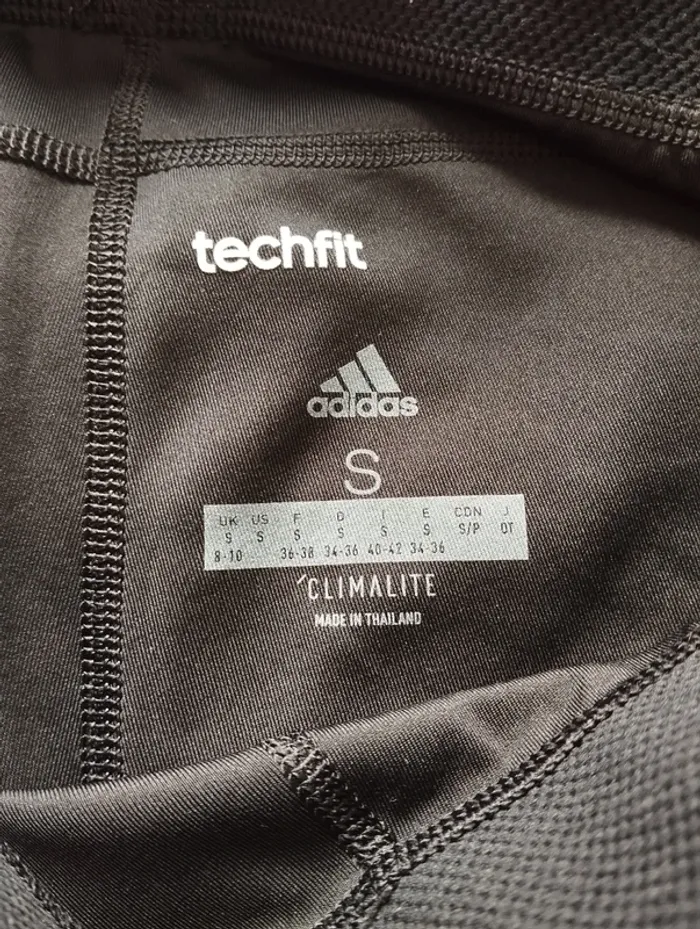 techfit
adidas
S
UK US F D I E CDN J
S S S S S S S/P OT
8-10 36-38 34-36 40-42 34-36
CLIMALITE
MADE IN THAILAND